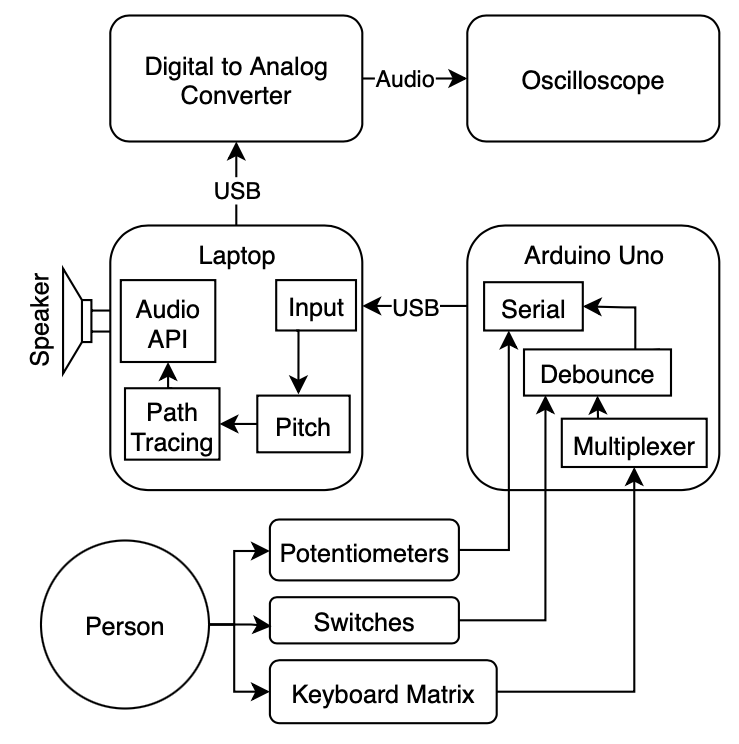 Digital to Analog
Converter
Audio
Oscilloscope
USB
Laptop
Speaker
Audio
API
Input
Path
Tracing
Pitch
USB
Arduino Uno
Serial
Debounce
Multiplexer
Person
Potentiometers
Switches
Keyboard Matrix